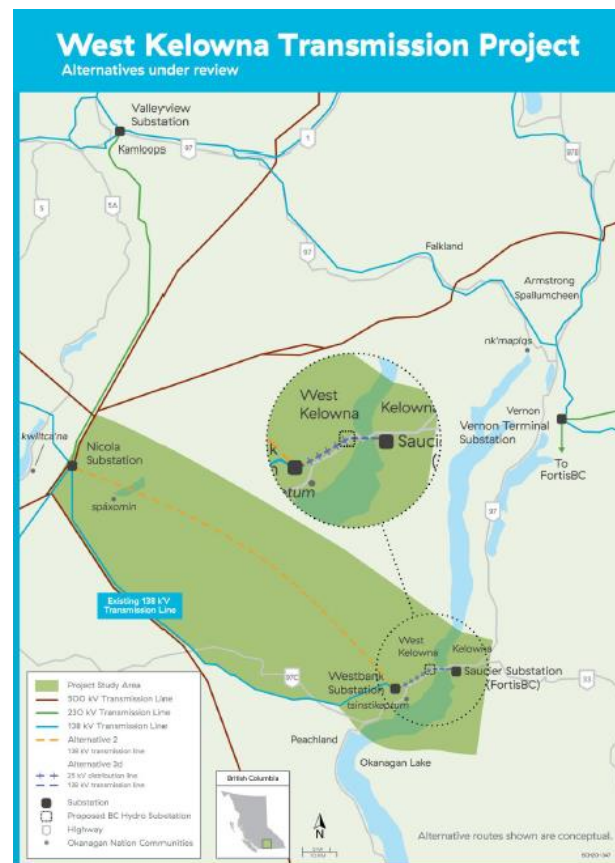 West Kelowna Transmission Project
Alternatives under review
Valleyview
Substation
Kamloops
97
1
97B
5
5A
97
Falkland
Armstrong
Spallumcheen
nk'maplqs
West
Kelowna
Kelowna
Vernon
Vernon Terminal
Substation
Saucier
To
FortisBC
Nicola
Substation
spáxomin
97
Existing 138 kV
Transmission Line
West
Kelowna
Kelowna
Westbank
Substation
Saucier Substation
(FortisBC)
33
97C
tsinstikeptum
Peachland
Okanagan Lake
Project Study Area
500 kV Transmission Line
230 kV Transmission Line
138 kV Transmission Line
Alternative 2
138 kV transmission line
Alternative 3d
25 kV distribution line
138 kV transmission line
Substation
Proposed BC Hydro Substation
Highway
Okanagan Nation Communities
British Columbia
N
Alternative routes shown are conceptual.